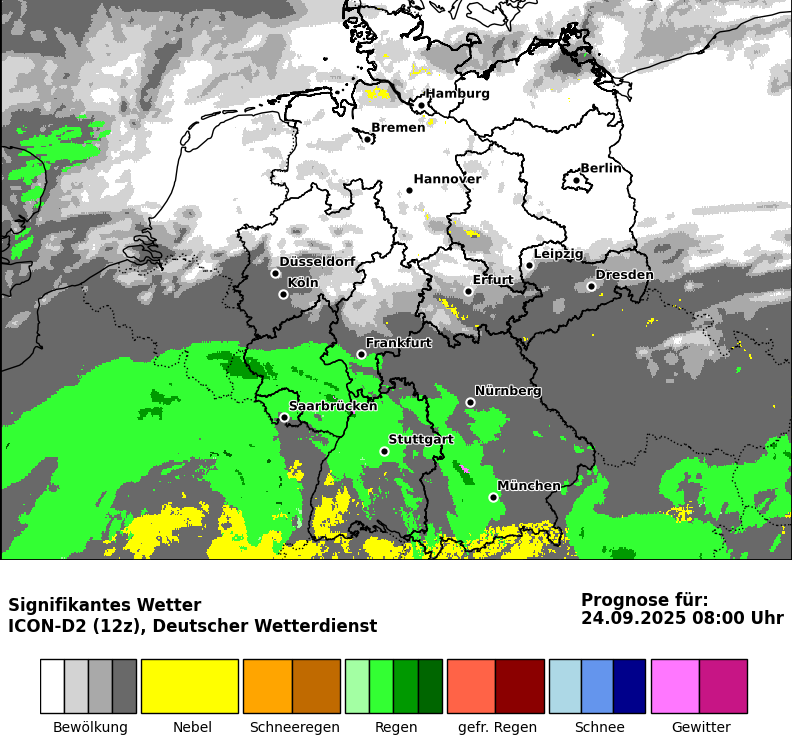 Hamburg
Bremen
Berlin
Hannover
Leipzig
Düsseldorf
Dresden
Köln
Erfurt
Frankfurt
Nürnberg
Saarbrücken
Stuttgart
München
Signifikantes Wetter
ICON-D2 (12z), Deutscher Wetterdienst
Prognose für:
24.09.2025 08:00 Uhr
Bewölkung Nebel Schneeregen Regen gefr. Regen Schnee Gewitter